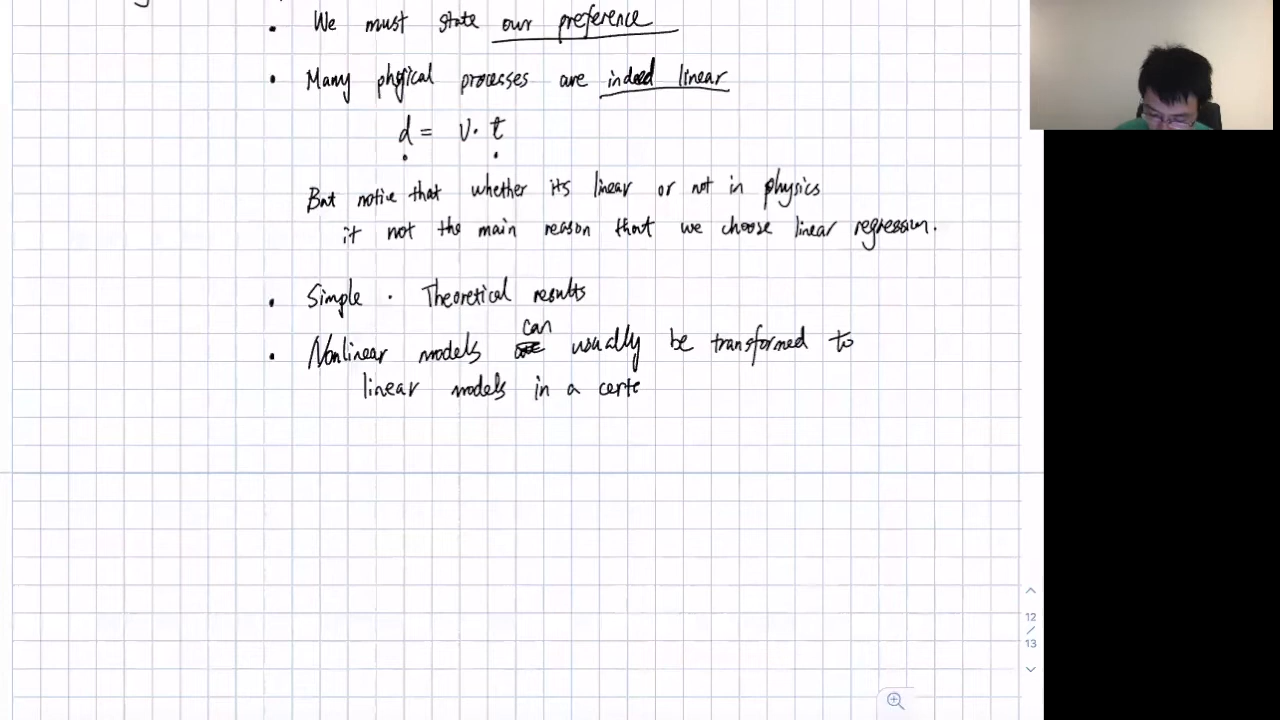 • We must state our preference
• Many physical processes are indeed linear
d = v. t
But notice that whether its linear or not in physics
it not the main reason that we choose linear regression.
• Simple . Theoretical results
can
• Nonlinear models usually be transformed to
linear models in a certe
12
/
13